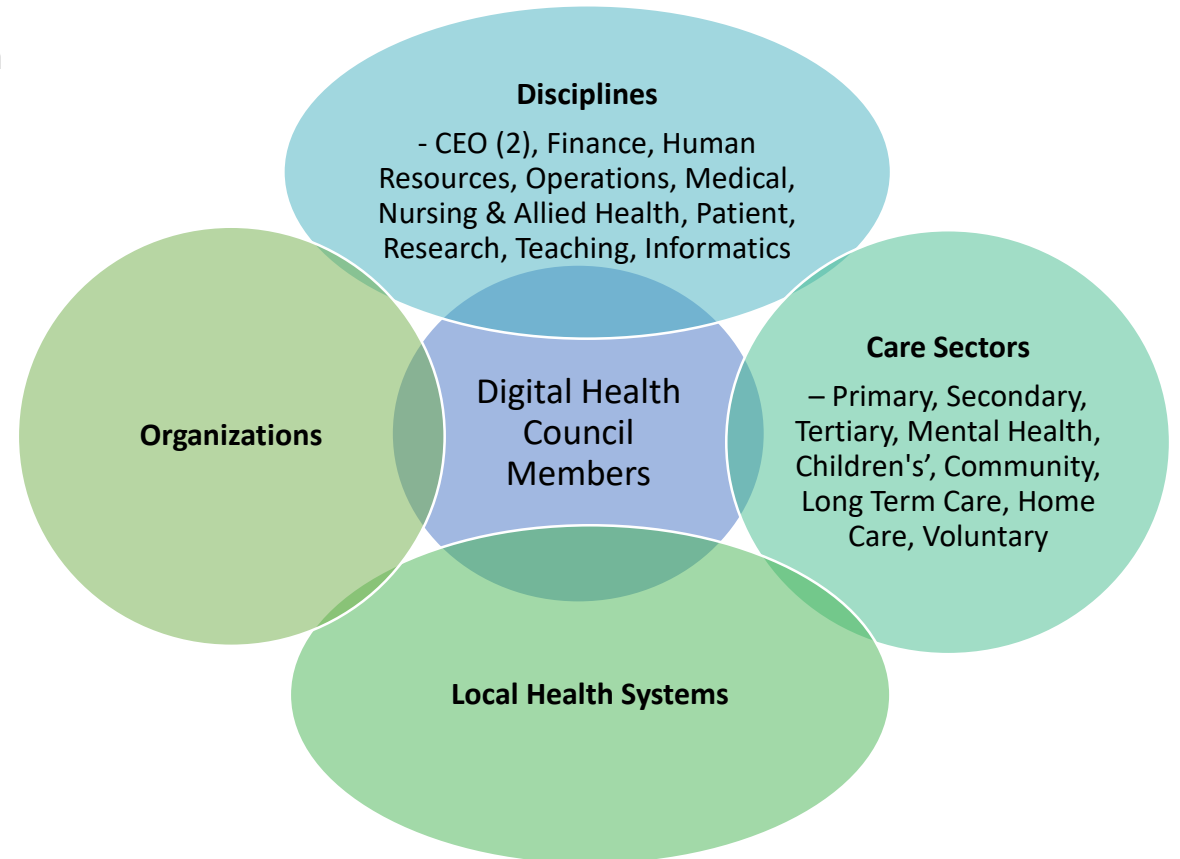 Disciplines
- CEO (2), Finance, Human
Resources, Operations, Medical,
Nursing & Allied Health, Patient,
Research, Teaching, Informatics
Organizations
Digital Health
Council
Members
Care Sectors
– Primary, Secondary,
Tertiary, Mental Health,
Children's’, Community,
Long Term Care, Home
Care, Voluntary
Local Health Systems